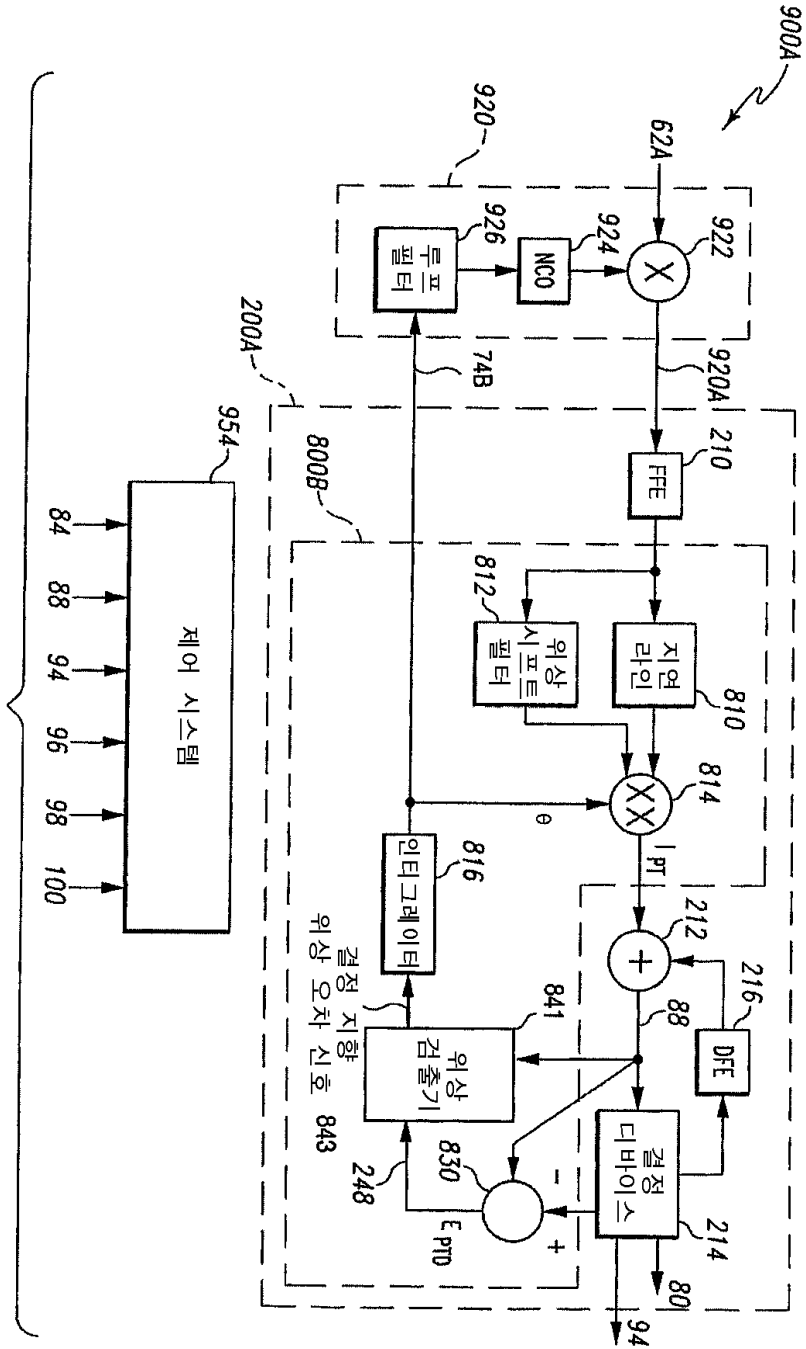 900A
62A
920
922
924
NCO
926
루프
필터
X
920A
74B
200A
210
FFE
800B
812
위상
시프트
필터
지연
라인
810
814
XX
θ
I PT
816
인티그레이터
212
+
88
216
DFE
결정
디바이스
214
80
94
841
위상
검출기
결정 지향
위상 오차 신호 843
248
830
-
+
E PTD
954
제어 시스템
84
88
94
96
98
100